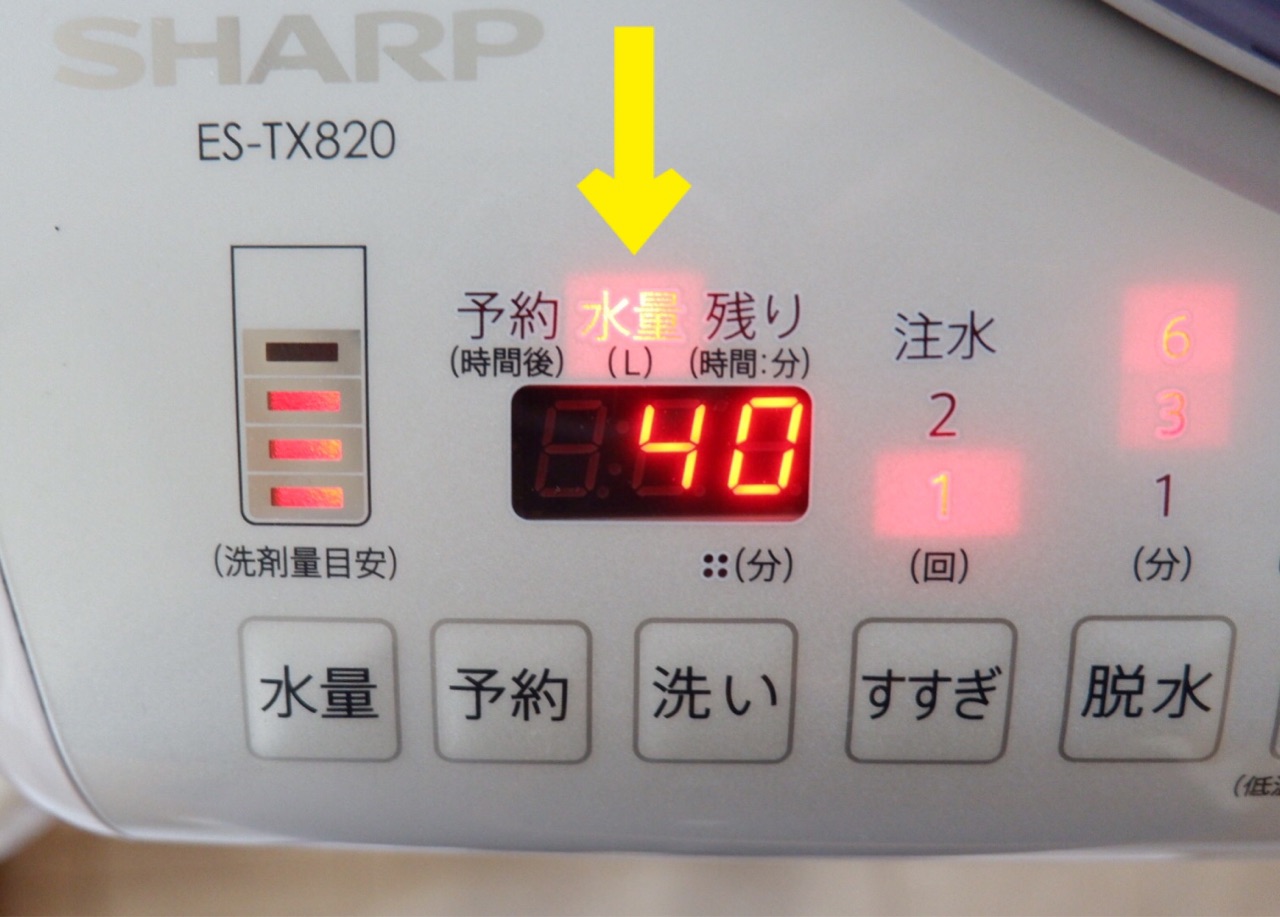 SHARP
ES-TX820
予約 水量 残り
(時間後) (L) (時間:分)
40
注水
2
1
(回)
6
3
1
(分)
(洗剤量目安)
(分)
水量 予約 洗い すすぎ 脱水
(低